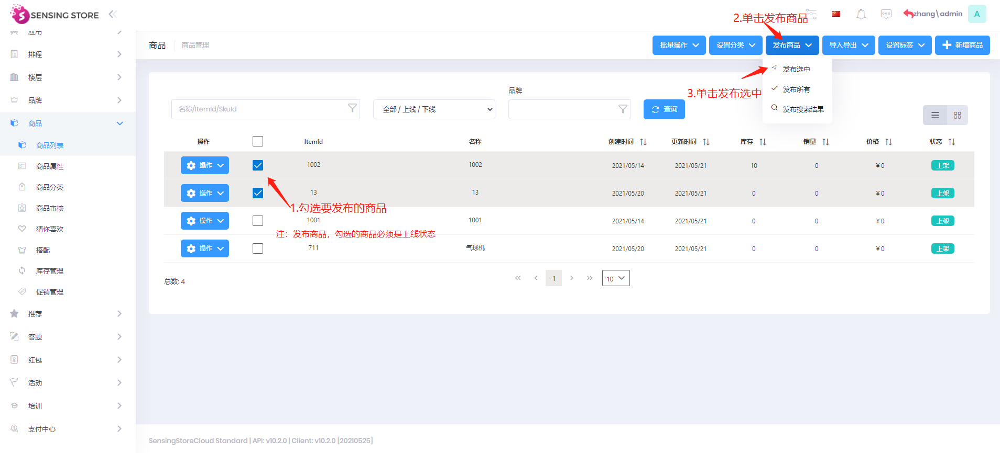 SENSING STORE
2.单击发布商品
zhang\admin
A
应用
商品
商品管理
批量操作
设置分类
发布商品
导入导出
设置标签
新增商品
排程
发布选中
楼层
3.单击发布选中
发布所有
品牌
品牌
名称/ItemId/SkuId
全部 / 上线 / 下线
查询
发布搜索结果
商品
商品列表
商品属性
商品分类
商品审核
猜你喜欢
搭配
库存管理
促销管理
推荐
答题
红包
活动
培训
支付中心
操作 ItemId 名称 创建时间 更新时间 库存 销量 价格 状态
操作 1002 1002 2021/05/14 2021/05/21 10 0 ¥ 0 上架
操作 13 13 2021/05/20 2021/05/21 0 0 ¥ 0 上架
1.勾选要发布的商品
操作 1001 1001 2021/05/14 2021/05/21 0 0 ¥ 0 上架
注：发布商品，勾选的商品必须是上线状态
操作 711 气球机 2021/05/20 2021/05/21 0 0 ¥ 0 上架
总数: 4
1
10
SensingStoreCloud Standard | API: v10.2.0 | Client: v10.2.0 [20210525]